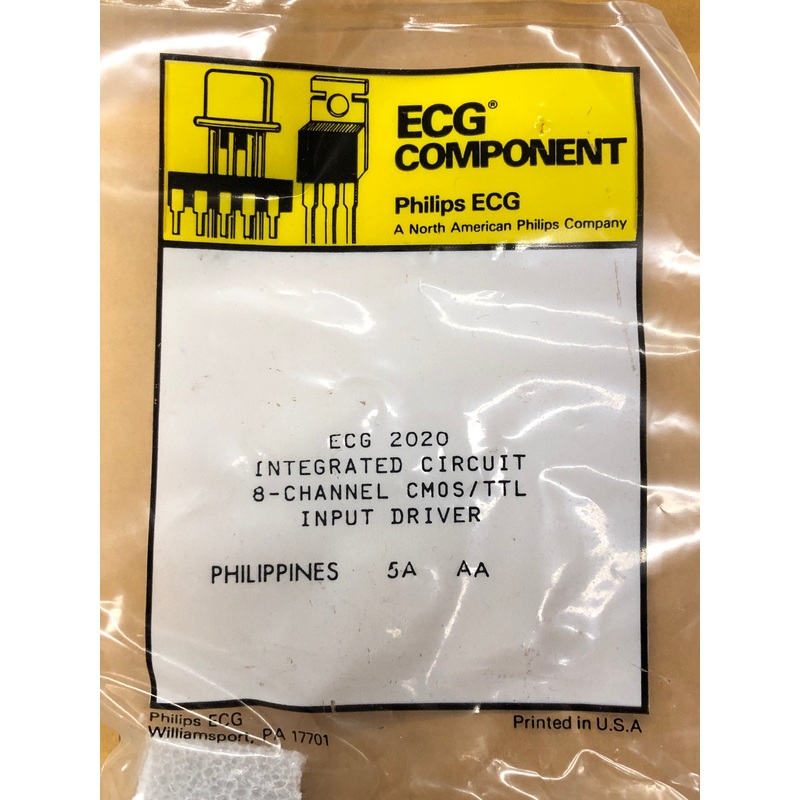 ECG®
COMPONENT
Philips ECG
A North American Philips Company
ECG 2020
INTEGRATED CIRCUIT
8-CHANNEL CMOS/TTL
INPUT DRIVER
PHILIPPINES 5A AA
Philips ECG
Williamsport, PA 17701
Printed in U.S.A